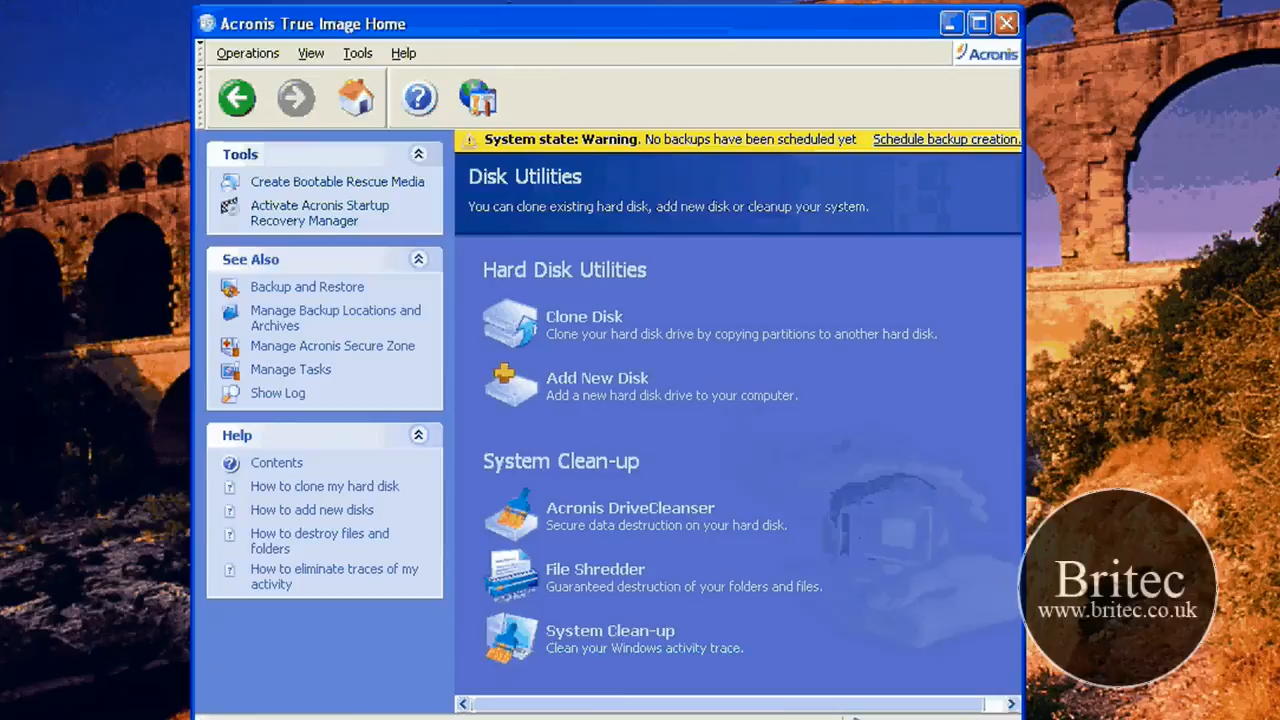 Acronis True Image Home
Operations View Tools Help
Acronis
System state: Warning. No backups have been scheduled yet Schedule backup creation.
Tools
Create Bootable Rescue Media
Activate Acronis Startup
Recovery Manager
See Also
Backup and Restore
Manage Backup Locations and
Archives
Manage Acronis Secure Zone
Manage Tasks
Show Log
Help
Contents
How to clone my hard disk
How to add new disks
How to destroy files and
folders
How to eliminate traces of my
activity
Disk Utilities
You can clone existing hard disk, add new disk or cleanup your system.
Hard Disk Utilities
Clone Disk
Clone your hard disk drive by copying partitions to another hard disk.
Add New Disk
Add a new hard disk drive to your computer.
System Clean-up
Acronis DriveCleanser
Secure data destruction on your hard disk.
File Shredder
Guaranteed destruction of your folders and files.
System Clean-up
Clean your Windows activity trace.
Britec
www.britec.co.uk